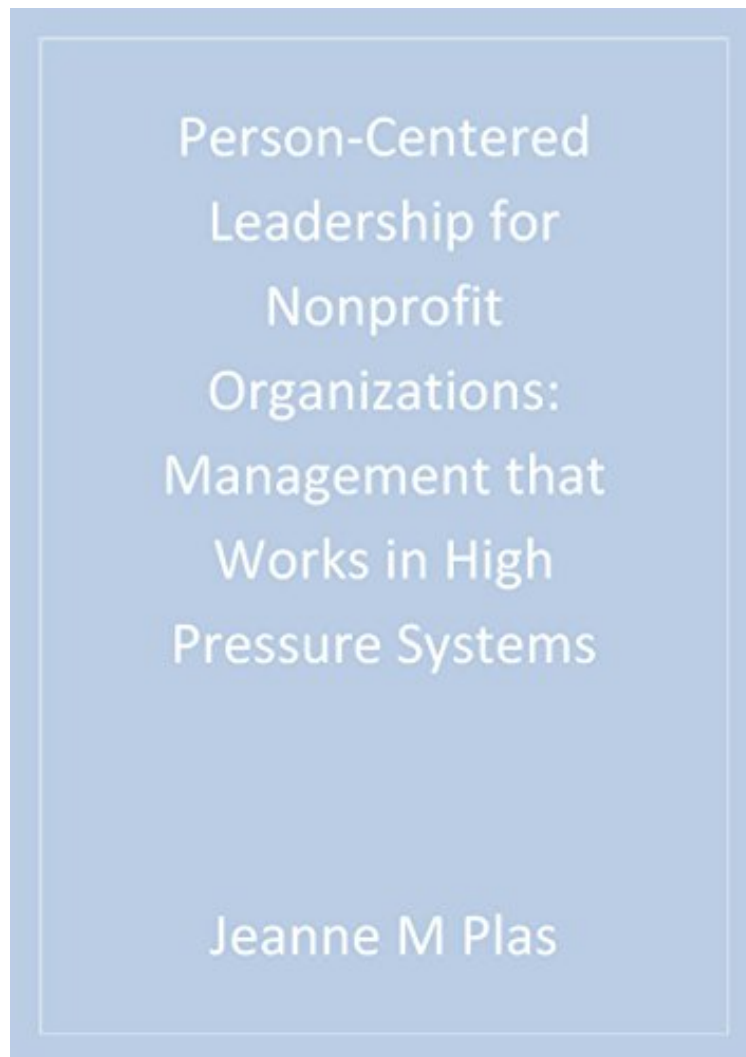 Person-Centered
Leadership for
Nonprofit
Organizations:
Management that
Works in High
Pressure Systems
Jeanne M Plas